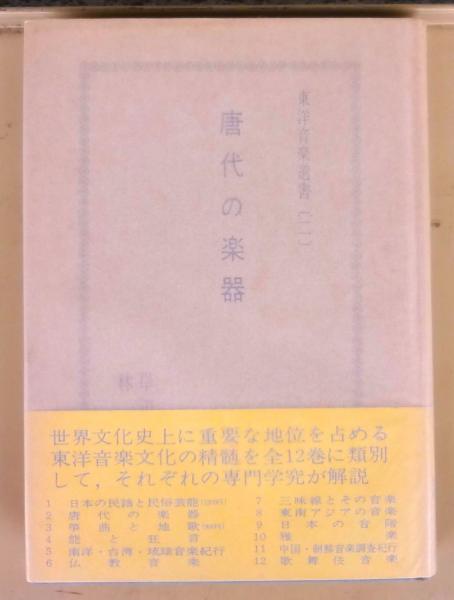 東洋音楽叢書〔二〕
唐代の楽器
岸
林
世界文化史上に重要な地位を占める
東洋音楽文化の精髄を全12巻に類別
して，それぞれの専門学究が解説
1 日本の民謡と民俗芸能
2 唐代の楽器
3 箏曲と地歌
4 能と狂言
5 南洋・台湾・琉球音楽紀行
6 仏教音楽
7 三味線とその音楽
8 東南アジアの音楽
9 日本の音階
10 雅楽
11 中国・朝鮮音楽調査紀行
12 歌舞伎音楽